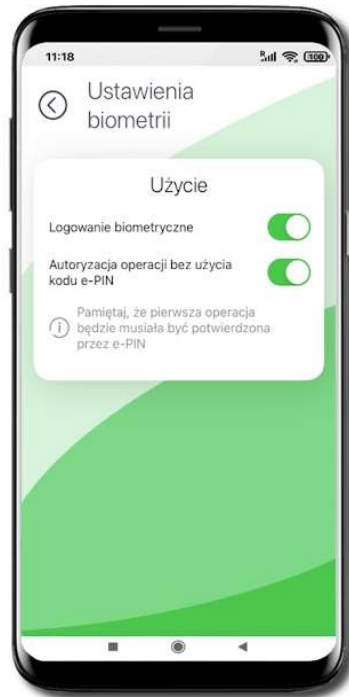 11:18
R
100
Ustawienia
biometrii
Użycie
Logowanie biometryczne
Autoryzacja operacji bez użycia
kodu e-PIN
Pamiętaj, że pierwsza operacja
będzie musiała być potwierdzona
przez e-PIN